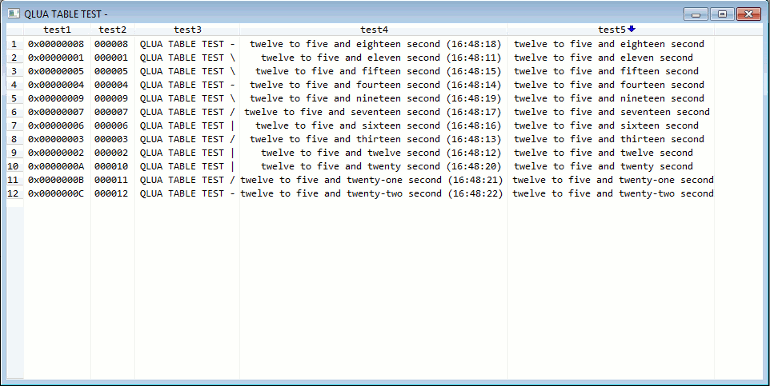 QLUA TABLE TEST -
test1 test2 test3 test4 test5
1 0x00000008 000008 QLUA TABLE TEST - twelve to five and eighteen second (16:48:18) twelve to five and eighteen second
2 0x00000001 000001 QLUA TABLE TEST \ twelve to five and eleven second (16:48:11) twelve to five and eleven second
3 0x00000005 000005 QLUA TABLE TEST \ twelve to five and fifteen second (16:48:15) twelve to five and fifteen second
4 0x00000004 000004 QLUA TABLE TEST - twelve to five and fourteen second (16:48:14) twelve to five and fourteen second
5 0x00000009 000009 QLUA TABLE TEST \ twelve to five and nineteen second (16:48:19) twelve to five and nineteen second
6 0x00000007 000007 QLUA TABLE TEST / twelve to five and seventeen second (16:48:17) twelve to five and seventeen second
7 0x00000006 000006 QLUA TABLE TEST | twelve to five and sixteen second (16:48:16) twelve to five and sixteen second
8 0x00000003 000003 QLUA TABLE TEST / twelve to five and thirteen second (16:48:13) twelve to five and thirteen second
9 0x00000002 000002 QLUA TABLE TEST | twelve to five and twelve second (16:48:12) twelve to five and twelve second
10 0x0000000A 000010 QLUA TABLE TEST | twelve to five and twenty second (16:48:20) twelve to five and twenty second
11 0x0000000B 000011 QLUA TABLE TEST / twelve to five and twenty-one second (16:48:21) twelve to five and twenty-one second
12 0x0000000C 000012 QLUA TABLE TEST - twelve to five and twenty-two second (16:48:22) twelve to five and twenty-two second